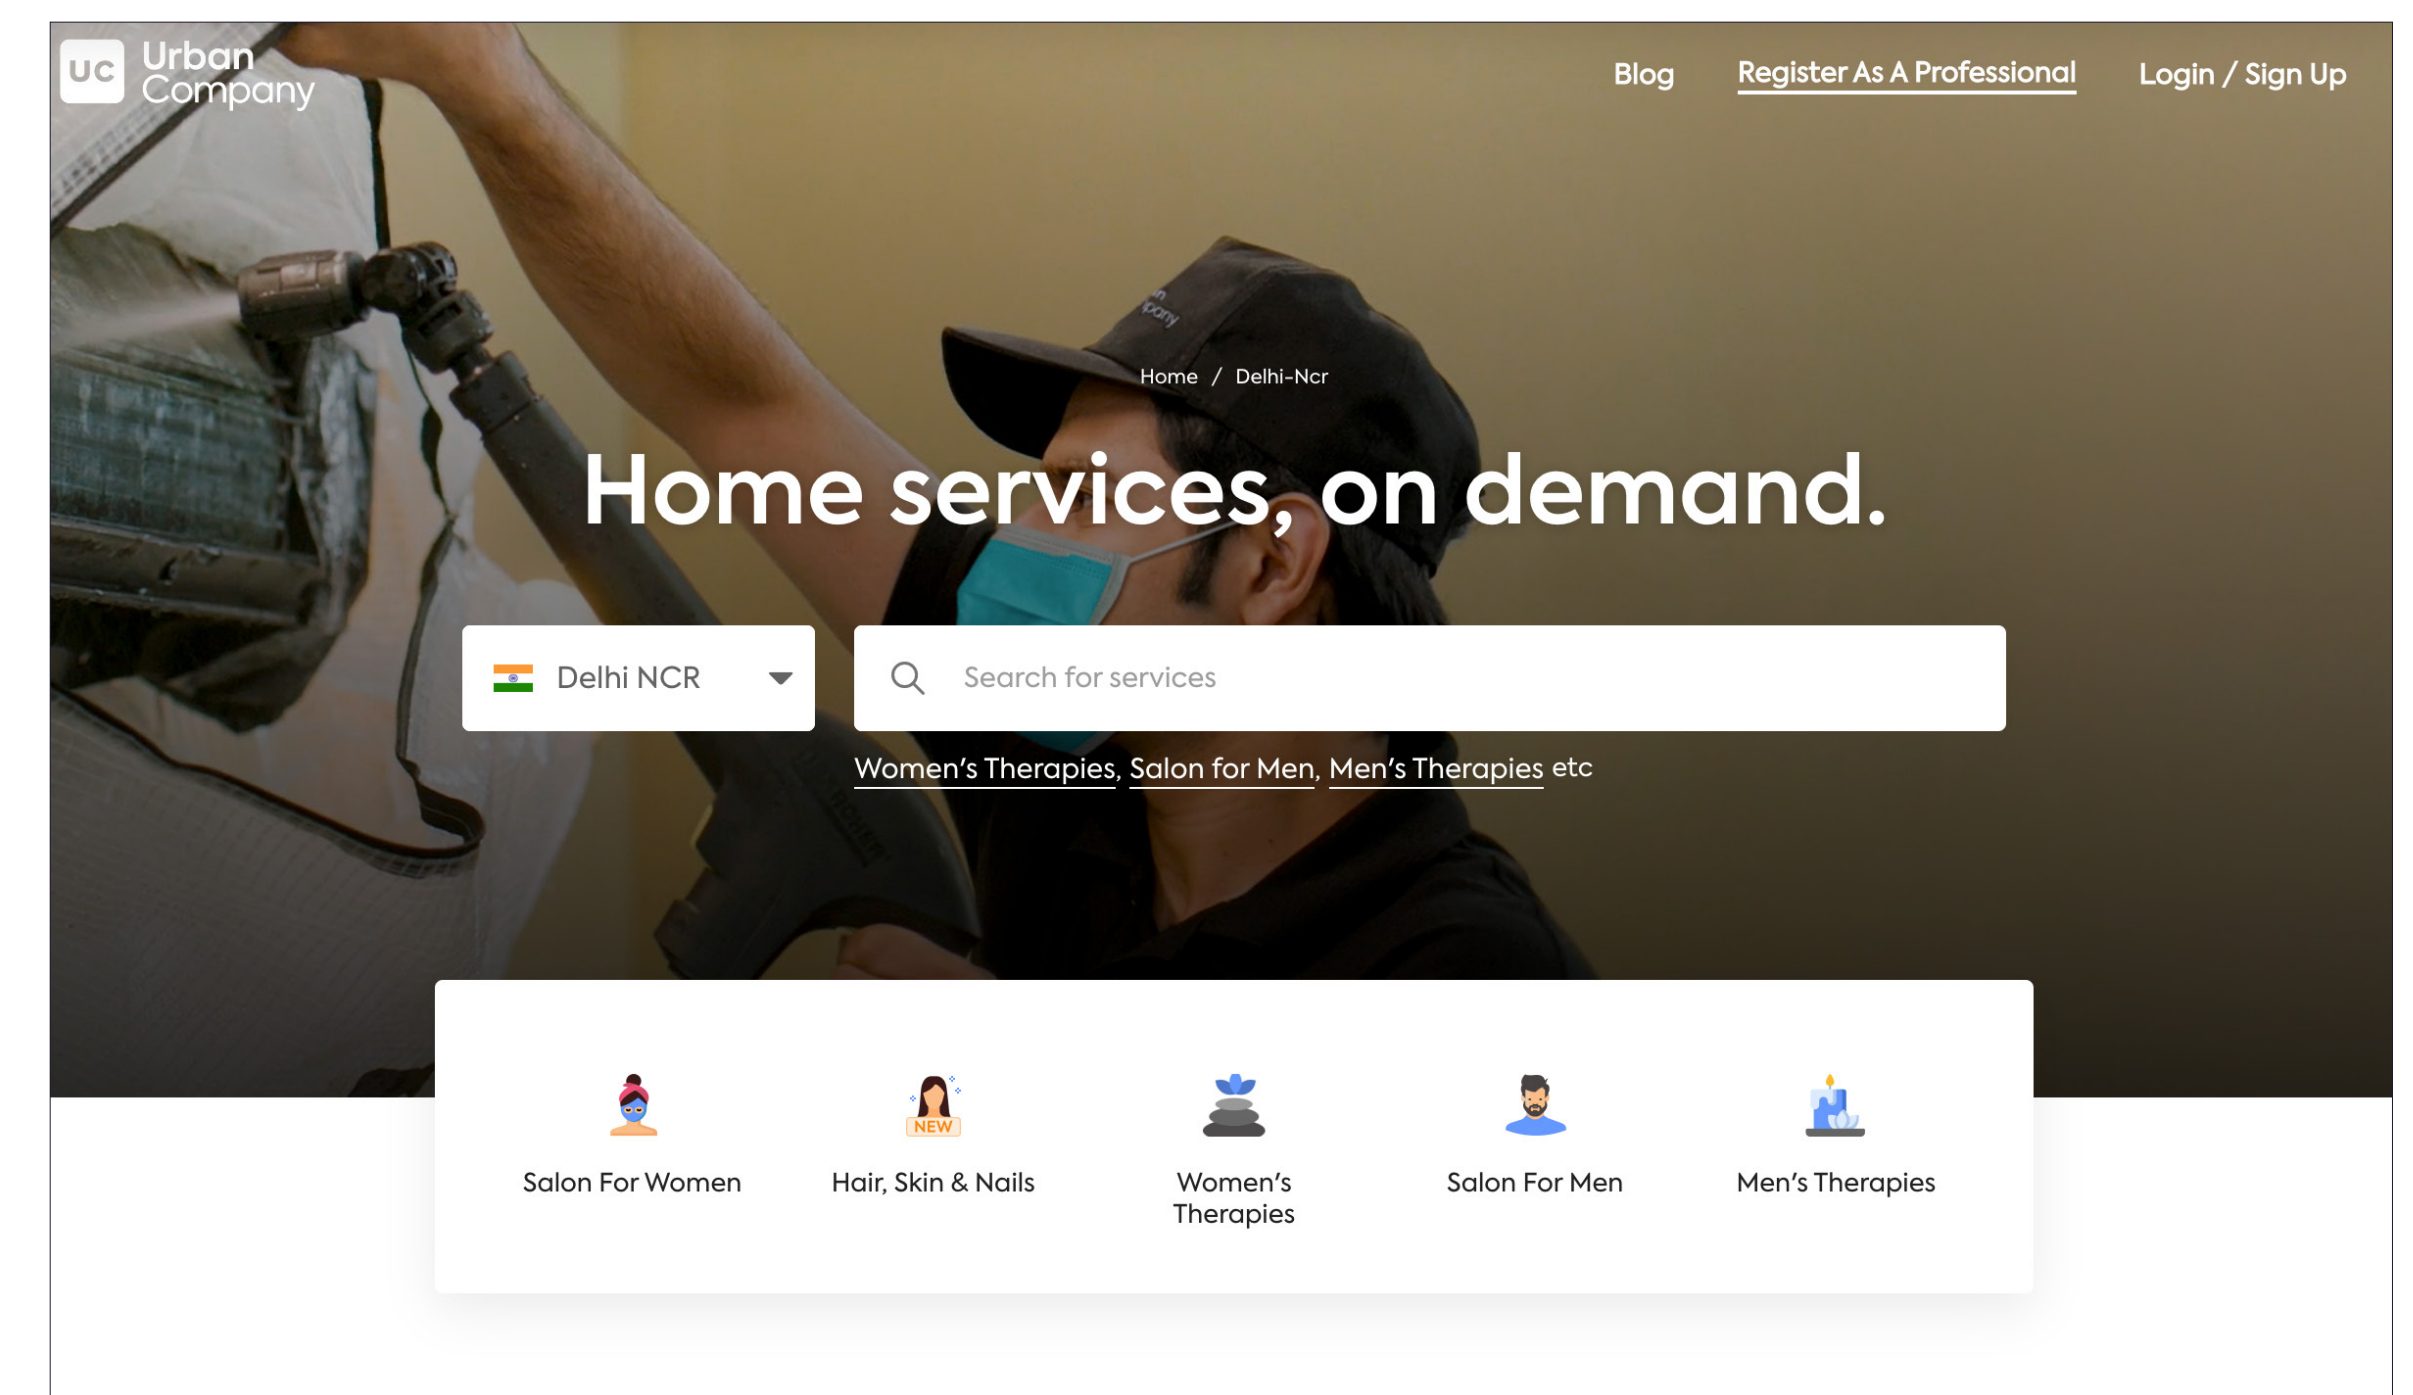 UC
Urban
Company
Blog
Register As A Professional
Login / Sign Up
Home / Delhi-Ncr
Home services, on demand.
Delhi NCR
Search for services
Women's Therapies, Salon for Men, Men's Therapies etc
NEW
Salon For Women
Hair, Skin & Nails
Women's
Therapies
Salon For Men
Men's Therapies